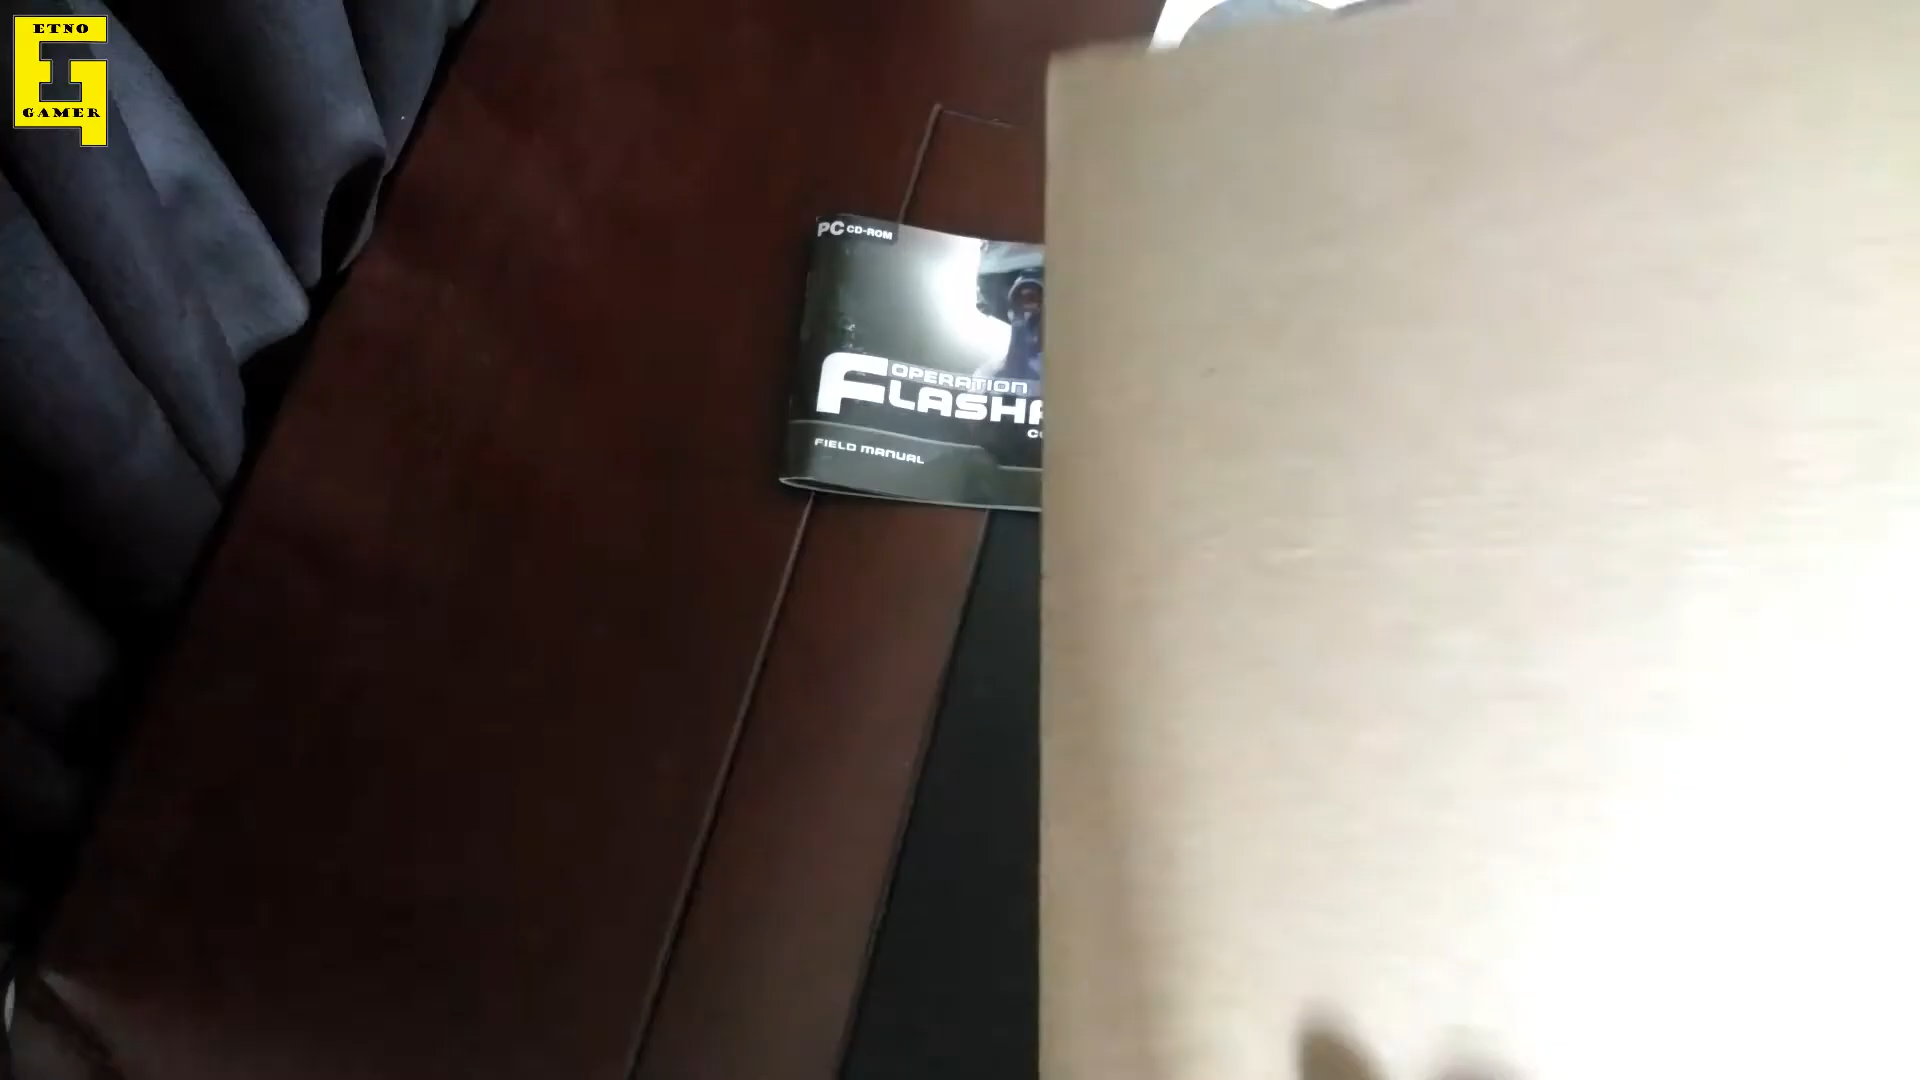 ETNO
GAMER
PC CD-ROM
OPERATION
FLASH
FIELD MANUAL